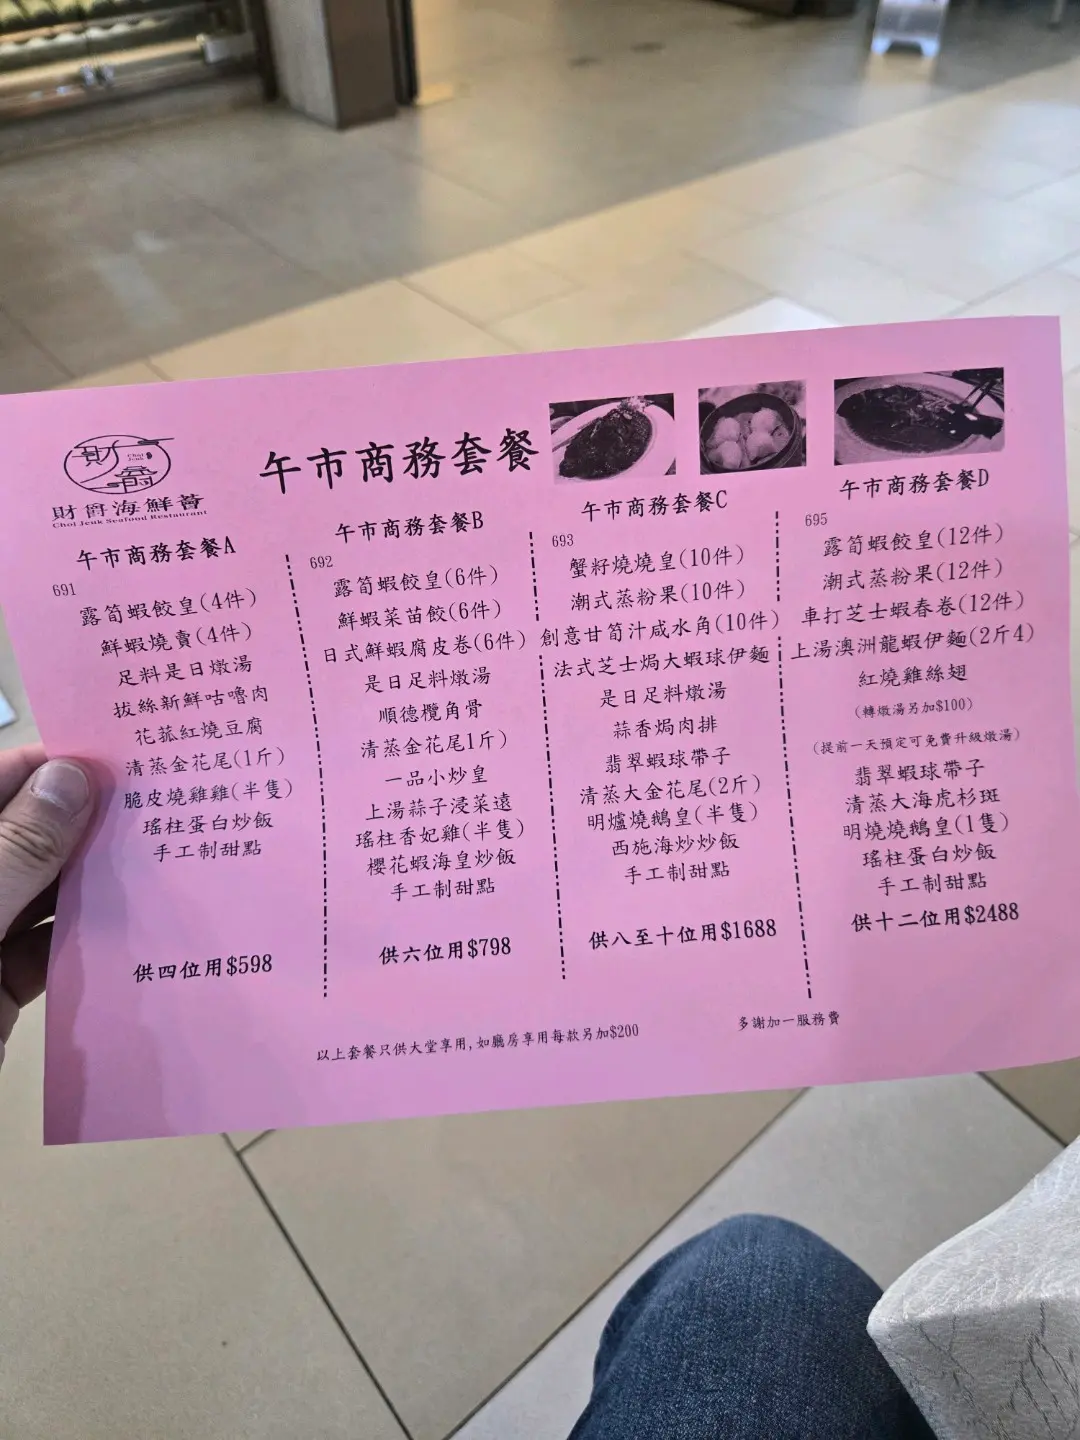 財爵
Choi
Jeuk
財爵海鮮薈
Choi Jeuk Seafood Restaurant
午市商務套餐
午市商務套餐A
691
露筍蝦餃皇(4件)
鮮蝦燒賣(4件)
足料是日燉湯
拔絲新鮮咕嚕肉
花菰紅燒豆腐
清蒸金花尾(1斤)
脆皮燒雞雞(半隻)
瑤柱蛋白炒飯
手工制甜點
供四位用$598
午市商務套餐B
692
露筍蝦餃皇(6件)
鮮蝦菜苗餃(6件)
日式鮮蝦腐皮卷(6件)
是日足料燉湯
順德欖角骨
清蒸金花尾1斤)
一品小炒皇
上湯蒜子浸菜遠
瑤柱香妃雞(半隻)
櫻花蝦海皇炒飯
手工制甜點
供六位用$798
午市商務套餐C
693
蟹籽燒燒皇(10件)
潮式蒸粉果(10件)
創意甘筍汁咸水角(10件)
法式芝士焗大蝦球伊麵
是日足料燉湯
蒜香焗肉排
翡翠蝦球帶子
清蒸大金花尾(2斤)
明爐燒鵝皇(半隻)
西施海炒炒飯
手工制甜點
供八至十位用$1688
午市商務套餐D
695
露筍蝦餃皇(12件)
潮式蒸粉果(12件)
車打芝士蝦春卷(12件)
上湯澳洲龍蝦伊麵(2斤4)
紅燒雞絲翅
(轉燉湯另加$100)
(提前一天預定可免費升級燉湯)
翡翠蝦球帶子
清蒸大海虎杉斑
明燒燒鵝皇(1隻)
瑤柱蛋白炒飯
手工制甜點
供十二位用$2488
以上套餐只供大堂享用,如廳房享用每款另加$200
多謝加一服務費